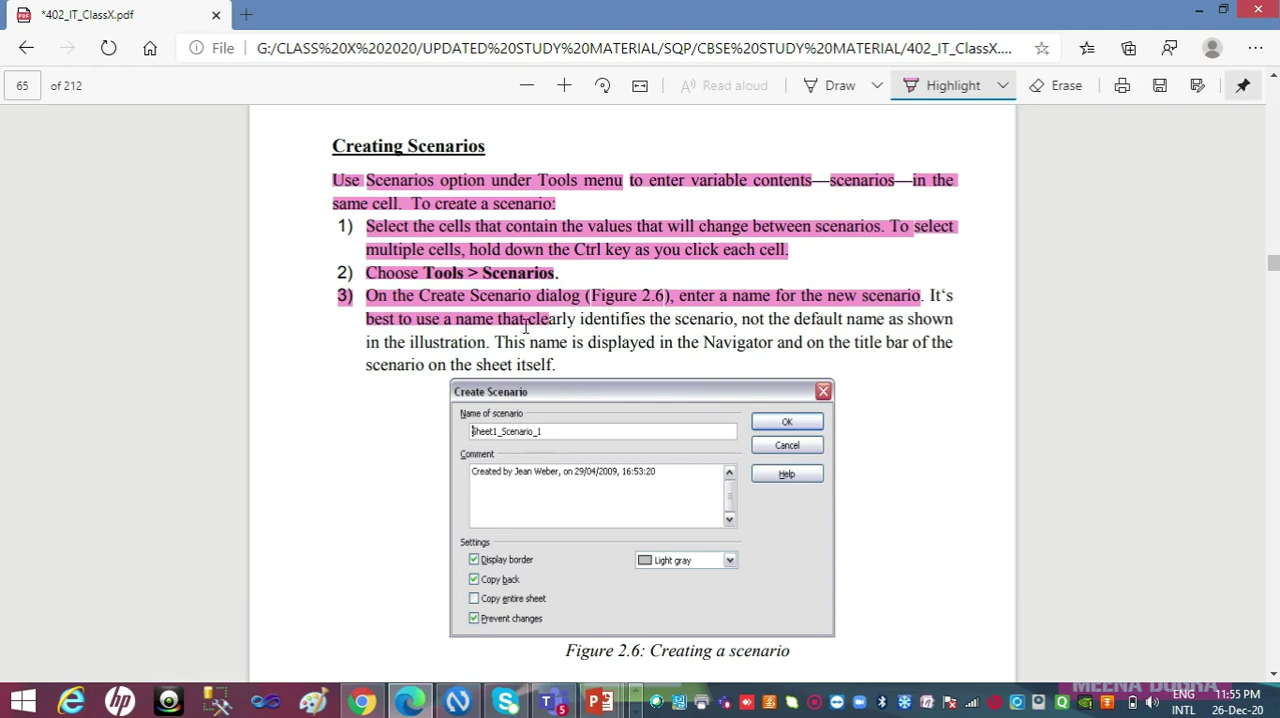 *402_IT_ClassX.pdf
File
G:/CLASS%20X%202020/UPDATED%20STUDY%20MATERIAL/SQP/CBSE%20STUDY%20MATERIAL/402_IT_ClassX....
65 of 212
Read aloud
Draw
Highlight
Erase
Creating Scenarios
Use Scenarios option under Tools menu to enter variable contents—scenarios—in the
same cell. To create a scenario:
1) Select the cells that contain the values that will change between scenarios. To select
multiple cells, hold down the Ctrl key as you click each cell.
2) Choose Tools > Scenarios.
3) On the Create Scenario dialog (Figure 2.6), enter a name for the new scenario. It‘s
best to use a name that clearly identifies the scenario, not the default name as shown
in the illustration. This name is displayed in the Navigator and on the title bar of the
scenario on the sheet itself.
Create Scenario
Name of scenario
Sheet1_Scenario_1
OK
Cancel
Comment
Created by Jean Weber, on 29/04/2009, 16:53:20
Help
Settings
Display border
Light gray
Copy back
Copy entire sheet
Prevent changes
Figure 2.6: Creating a scenario
ENG
INTL
11:55 PM
26-Dec-20